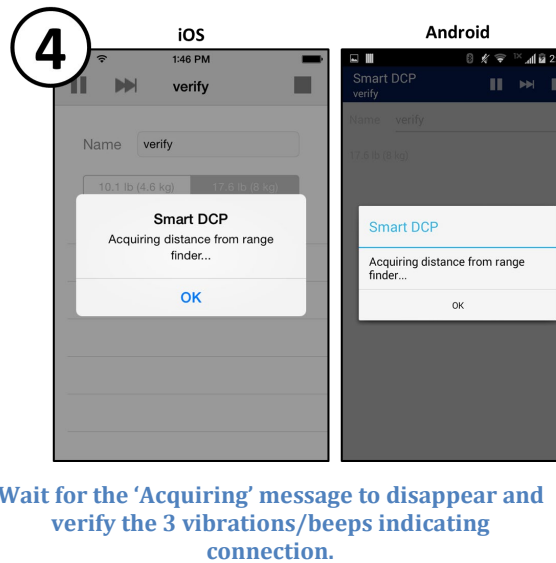 4
iOS
Android
1:46 PM
verify
Name verify
10.1 lb (4.6 kg) 17.6 lb (8 kg)
Smart DCP
Acquiring distance from range
finder...
OK
1X 2
Smart DCP
verify
Name verify
17.6 lb (8 kg)
Smart DCP
Acquiring distance from range
finder...
OK
Wait for the ‘Acquiring’ message to disappear and
verify the 3 vibrations/beeps indicating
connection.